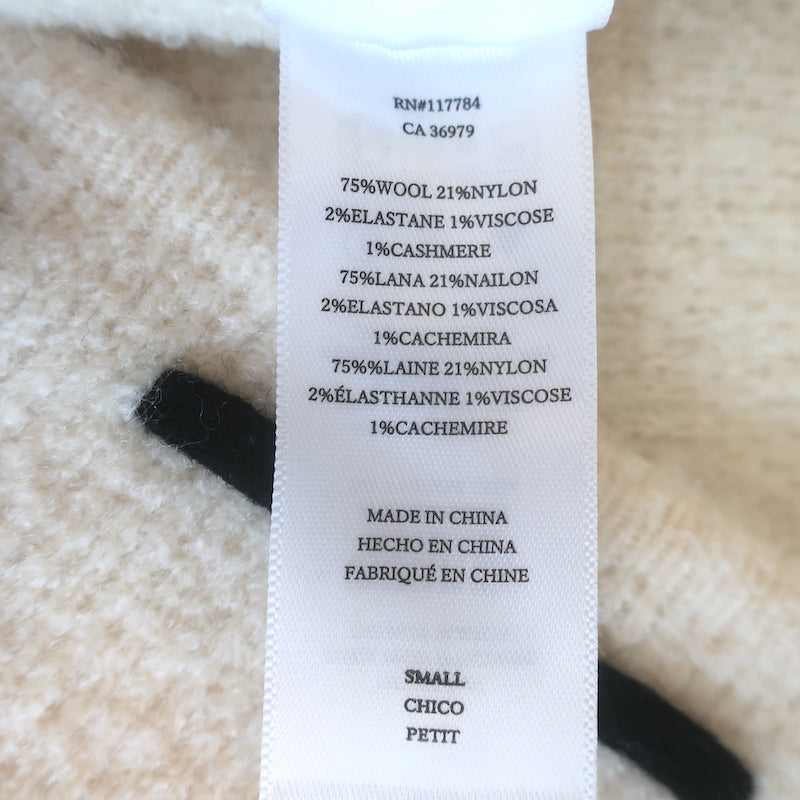 RN#117784
CA 36979
75%WOOL 21%NYLON
2%ELASTANE 1%VISCOSE
1%CASHMERE
75%LANA 21%NAILON
2%ELASTANO 1%VISCOSA
1%CACHEMIRA
75%%LAINE 21%NYLON
2%ÉLASTHANNE 1%VISCOSE
1%CACHEMIRE
MADE IN CHINA
HECHO EN CHINA
FABRIQUÉ EN CHINE
SMALL
CHICO
PETIT